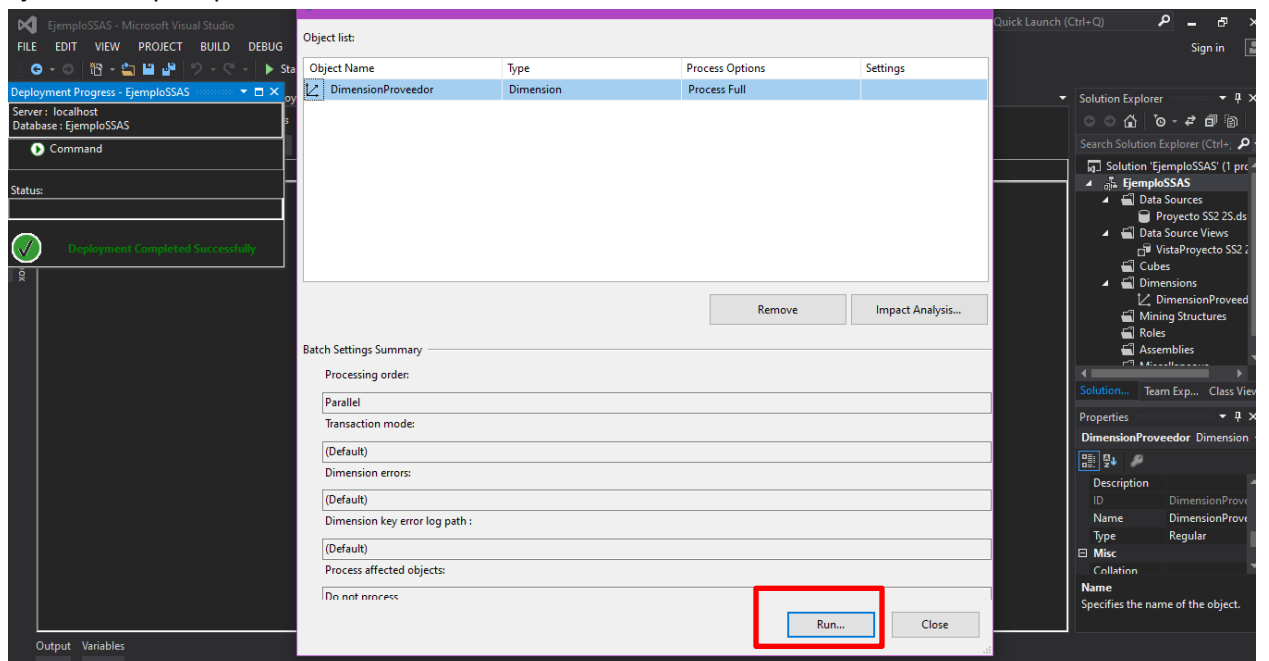 EjemploSSAS - Microsoft Visual Studio
Quick Launch (Ctrl+Q)
FILE EDIT VIEW PROJECT BUILD DEBUG
Sign in
Deployment Progress - EjemploSSAS
Server : localhost
Database : EjemploSSAS
Command
Status:
Deployment Completed Successfully
Object list:
Object Name Type Process Options Settings
DimensionProveedor Dimension Process Full
Remove Impact Analysis...
Batch Settings Summary
Processing order:
Parallel
Transaction mode:
(Default)
Dimension errors:
(Default)
Dimension key error log path :
(Default)
Process affected objects:
Do not process
Run... Close
Solution Explorer
Search Solution Explorer (Ctrl+;
Solution 'EjemploSSAS' (1 pro
EjemploSSAS
Data Sources
Proyecto SS2 2S.ds
Data Source Views
VistaProyecto SS2 2
Cubes
Dimensions
DimensionProveed
Mining Structures
Roles
Assemblies
Solution... Team Exp... Class View
Properties
DimensionProveedor Dimension
Description
ID DimensionProve
Name DimensionProve
Type Regular
Misc
Collation
Name
Specifies the name of the object.
Output Variables